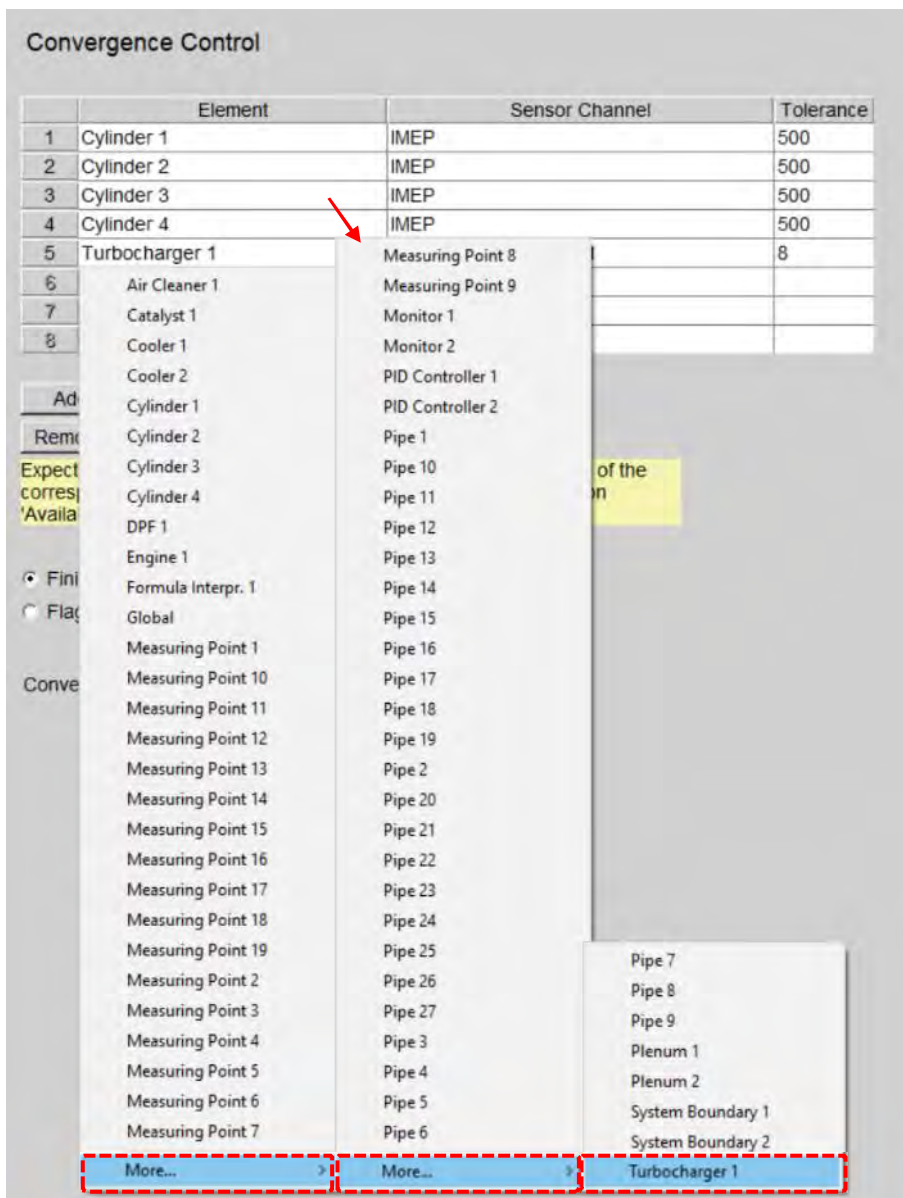 Convergence Control
Element Sensor Channel Tolerance
1 Cylinder 1 IMEP 500
2 Cylinder 2 IMEP 500
3 Cylinder 3 IMEP 500
4 Cylinder 4 IMEP 500
5 Turbocharger 1 8
6
7
8
Ad
Remo
Expect of the
corresp on
'Availa
Fini
Flag
Conve
Air Cleaner 1
Catalyst 1
Cooler 1
Cooler 2
Cylinder 1
Cylinder 2
Cylinder 3
Cylinder 4
DPF 1
Engine 1
Formula Interpr. 1
Global
Measuring Point 1
Measuring Point 10
Measuring Point 11
Measuring Point 12
Measuring Point 13
Measuring Point 14
Measuring Point 15
Measuring Point 16
Measuring Point 17
Measuring Point 18
Measuring Point 19
Measuring Point 2
Measuring Point 3
Measuring Point 4
Measuring Point 5
Measuring Point 6
Measuring Point 7
More...
Measuring Point 8
Measuring Point 9
Monitor 1
Monitor 2
PID Controller 1
PID Controller 2
Pipe 1
Pipe 10
Pipe 11
Pipe 12
Pipe 13
Pipe 14
Pipe 15
Pipe 16
Pipe 17
Pipe 18
Pipe 19
Pipe 2
Pipe 20
Pipe 21
Pipe 22
Pipe 23
Pipe 24
Pipe 25
Pipe 26
Pipe 27
Pipe 3
Pipe 4
Pipe 5
Pipe 6
More...
Pipe 7
Pipe 8
Pipe 9
Plenum 1
Plenum 2
System Boundary 1
System Boundary 2
Turbocharger 1